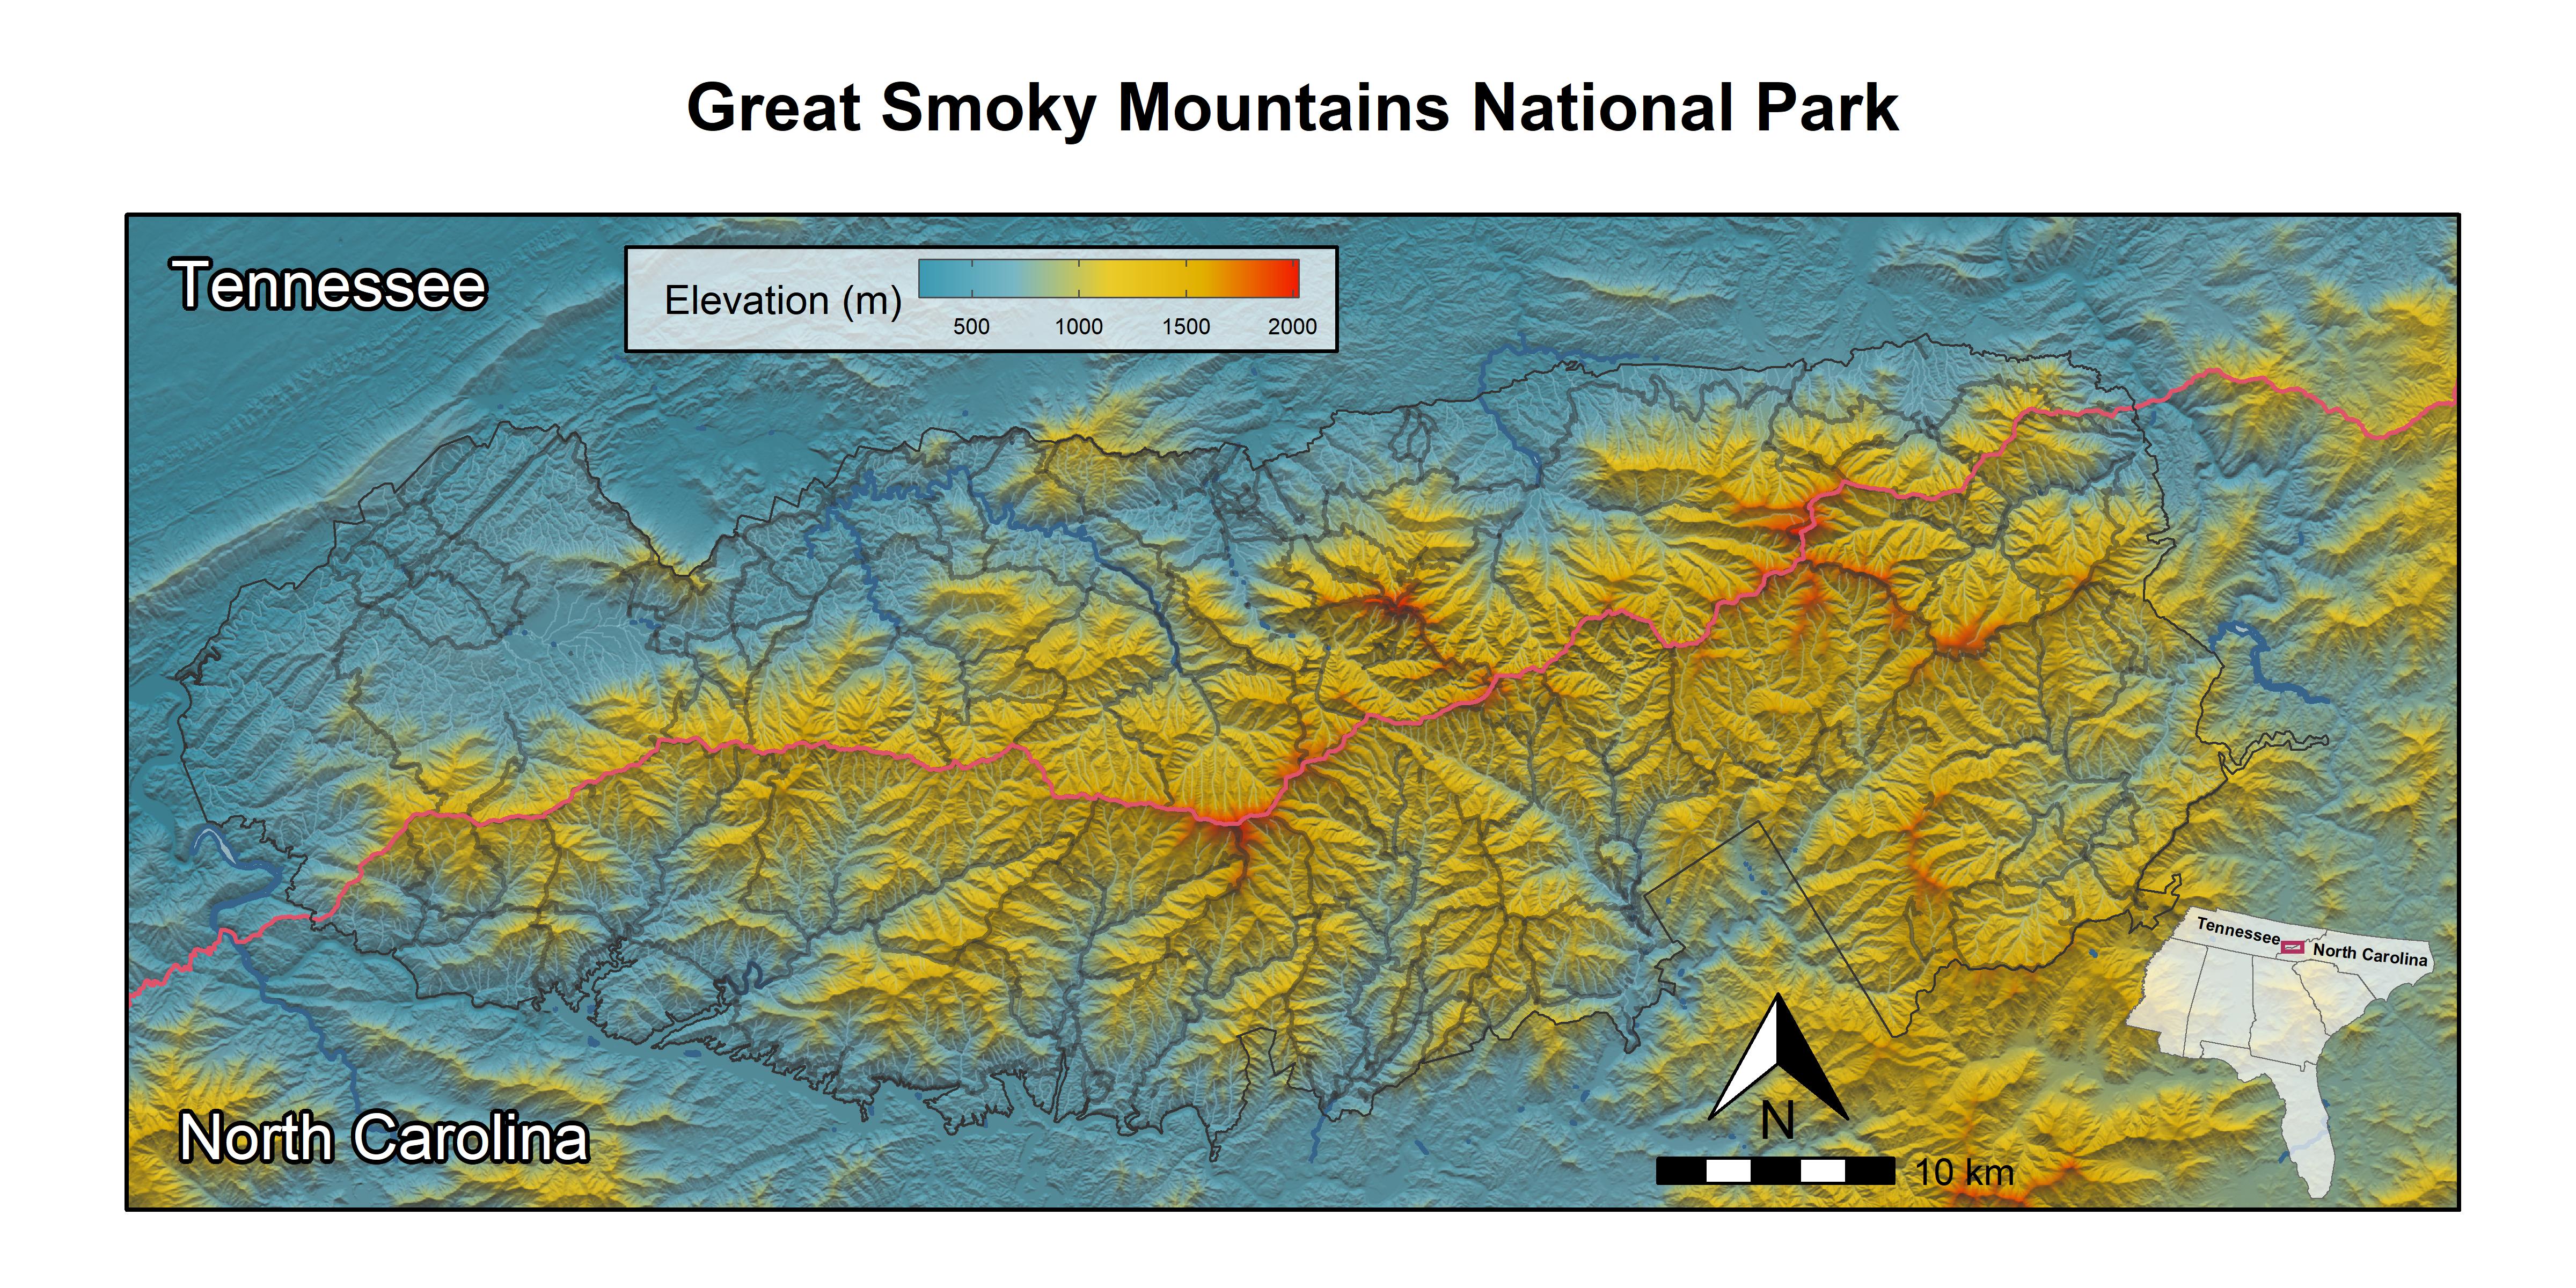 Great Smoky Mountains National Park
Tennessee
Elevation (m)
500 1000 1500 2000
Tennessee
North Carolina
North Carolina
N
10 km